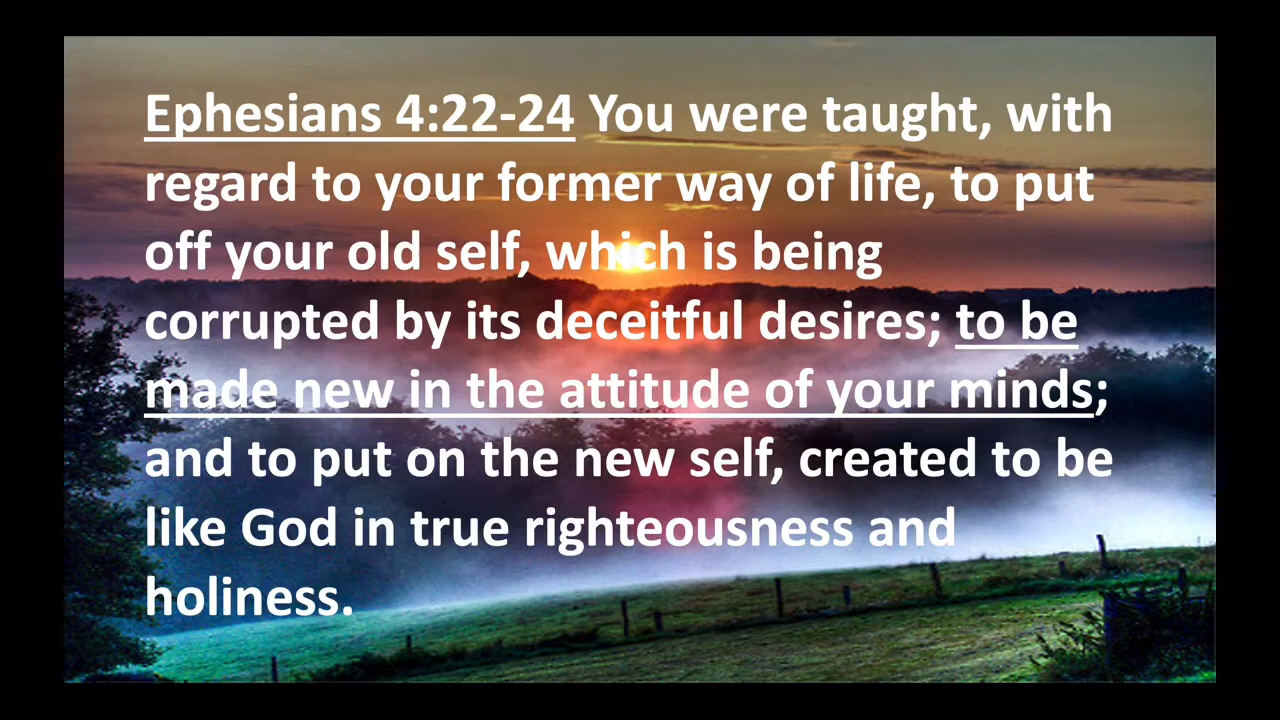 Ephesians 4:22-24 You were taught, with
regard to your former way of life, to put
off your old self, which is being
corrupted by its deceitful desires; to be
made new in the attitude of your minds;
and to put on the new self, created to be
like God in true righteousness and
holiness.